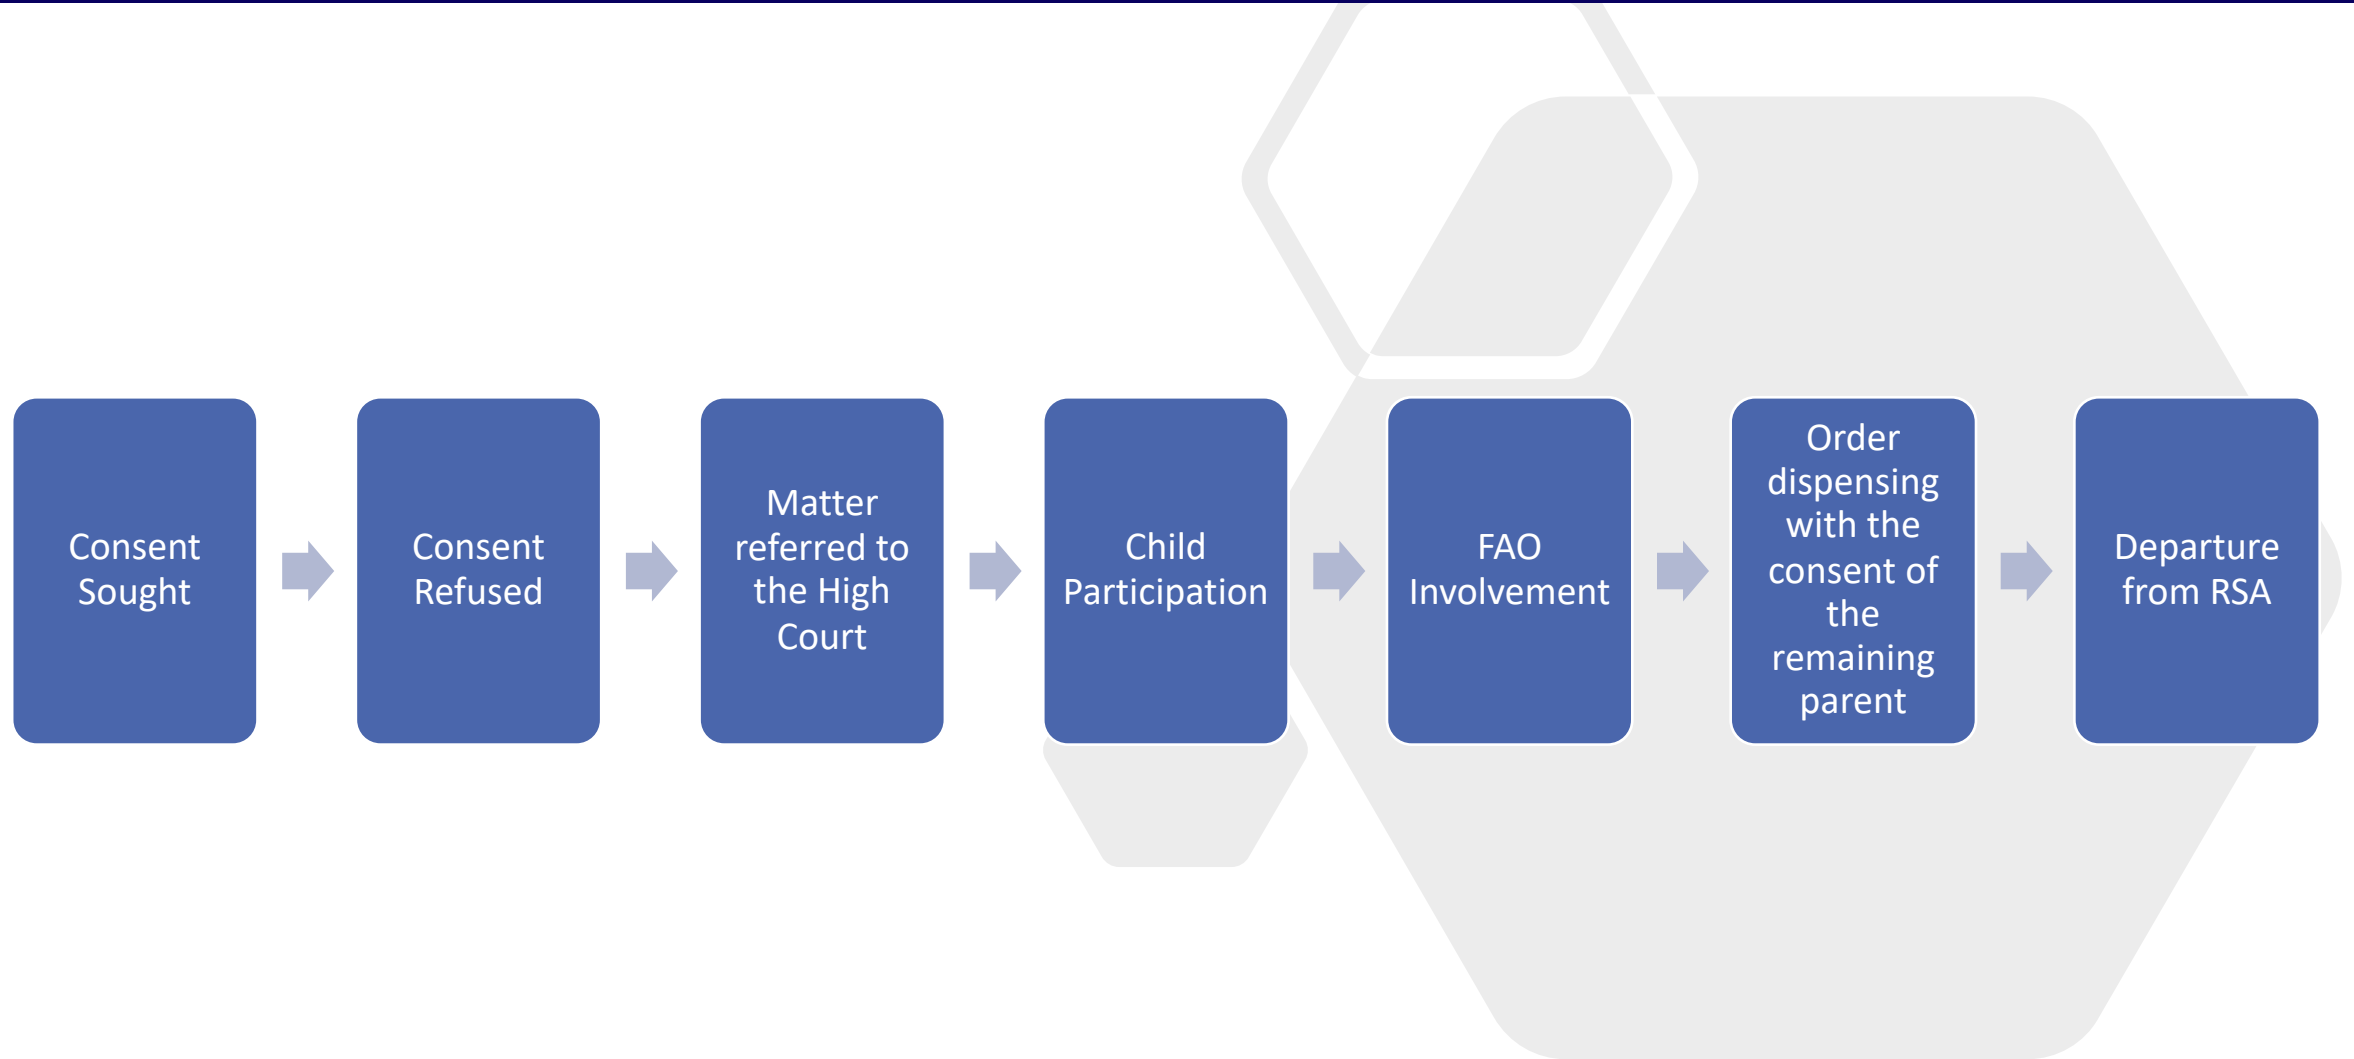 Consent
Sought
Consent
Refused
Matter
referred to
the High
Court
Child
Participation
FAO
Involvement
Order
dispensing
with the
consent of
the
remaining
parent
Departure
from RSA